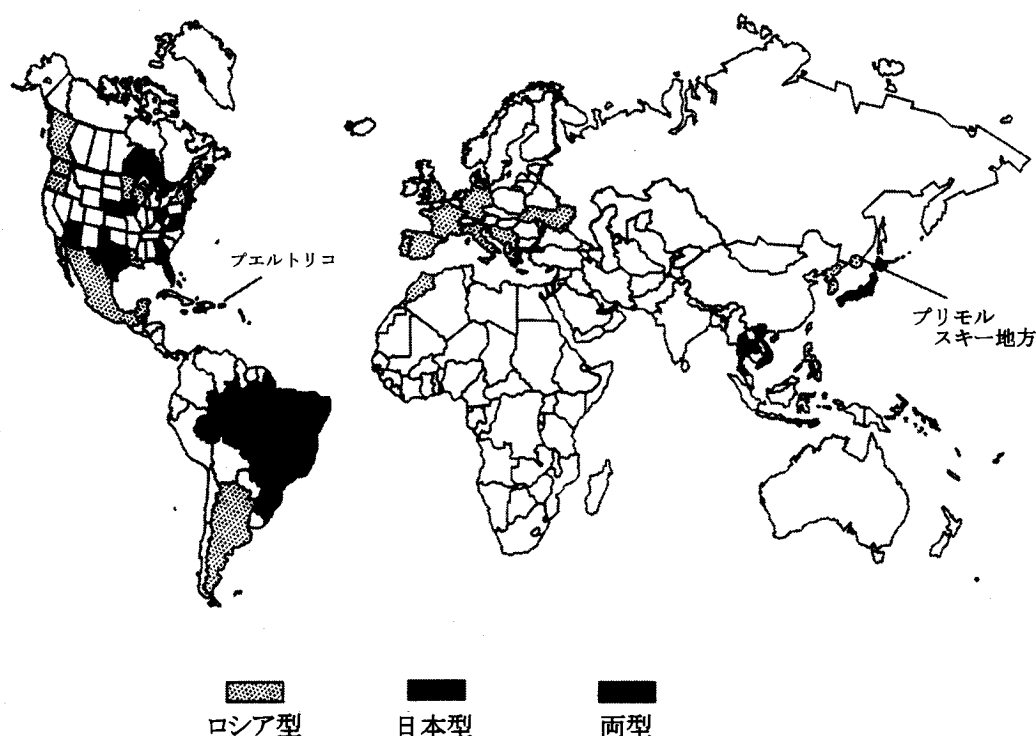 プエルトリコ
プリモル
スキー地方
ロシア型
日本型
両型